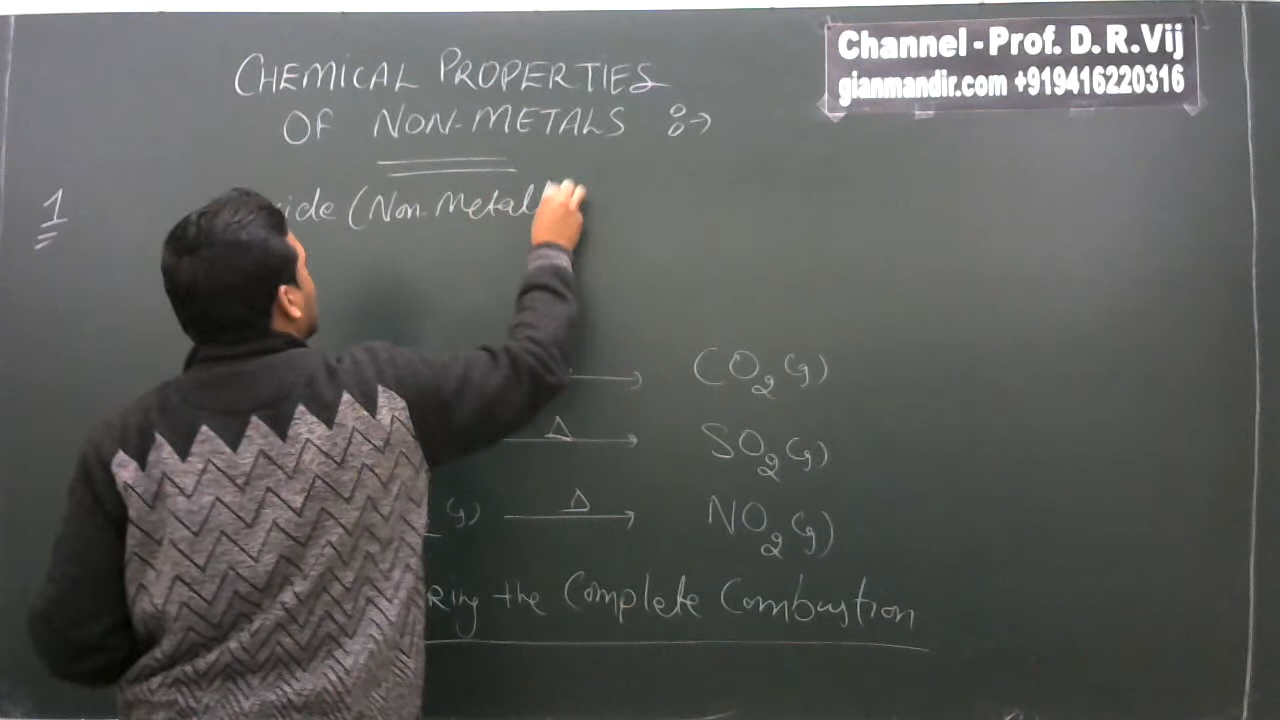 Channel - Prof. D. R. Vij
gianmandir.com +919416220316
CHEMICAL PROPERTIES
OF NON-METALS :→
1 (Non-Metal
→ CO₂(g)
Δ → SO₂(g)
g) Δ → NO₂(g)
the Complete Combustion